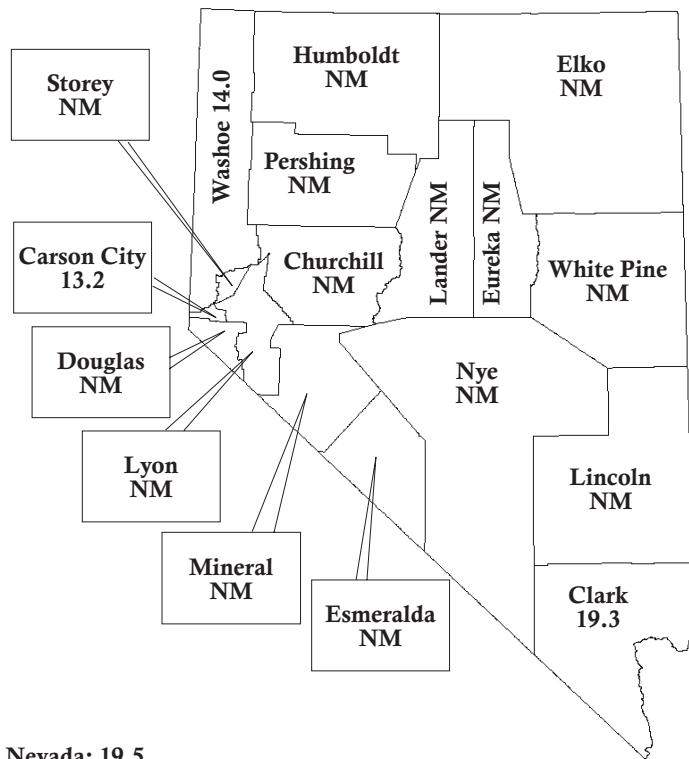 Humboldt
NM
Elko
NM
Storey
NM
Washoe 14.0
Pershing
NM
Lander NM
Eureka NM
Carson City
13.2
Churchill
NM
White Pine
NM
Douglas
NM
Nye
NM
Lyon
NM
Lincoln
NM
Mineral
NM
Esmeralda
NM
Clark
19.3
Nevada: 19.5